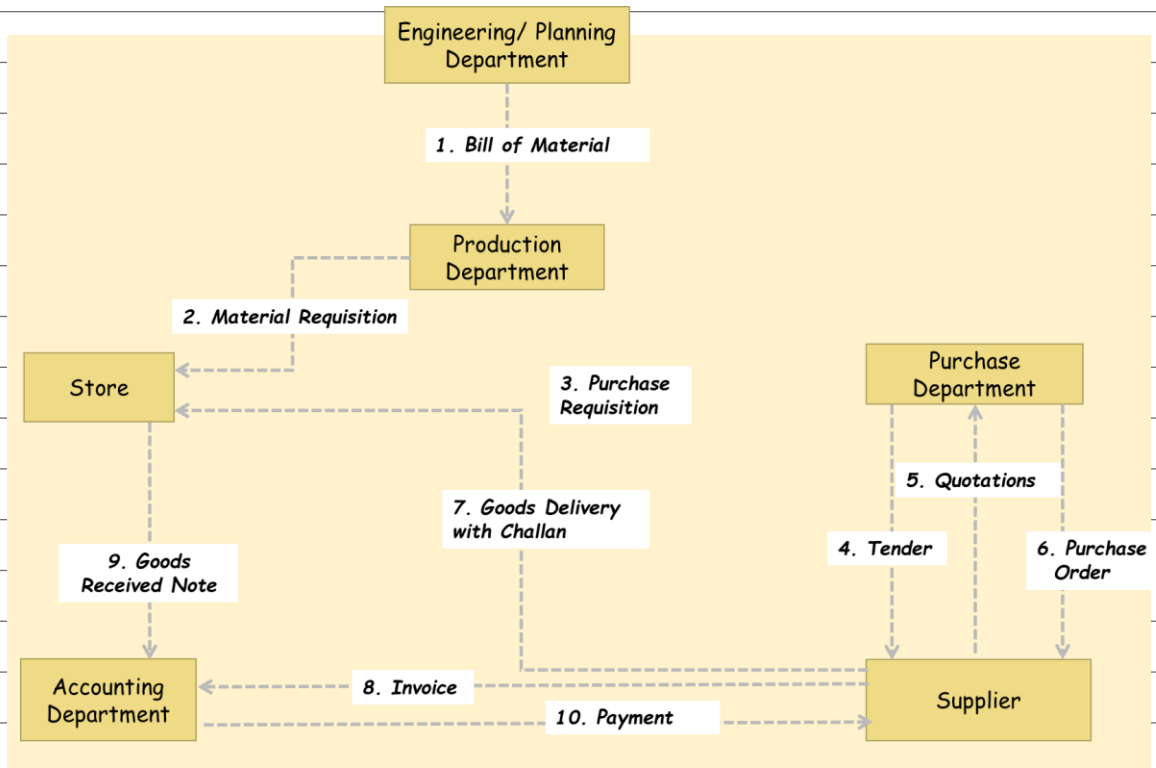 Engineering/ Planning
Department
1. Bill of Material
Production
Department
2. Material Requisition
Store
3. Purchase
Requisition
Purchase
Department
5. Quotations
7. Goods Delivery
with Challan
4. Tender
6. Purchase
Order
9. Goods
Received Note
Accounting
Department
8. Invoice
10. Payment
Supplier